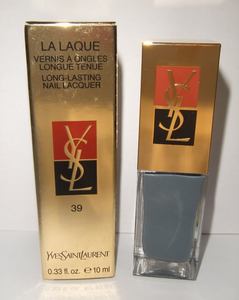 LA LAQUE
VERNIS A ONGLES
LONGUE TENUE
LONG-LASTING
NAIL LACQUER
YSL
39
YVESSAINTLAURENT
0.33 fl. oz. ℮ 10 ml
YSL